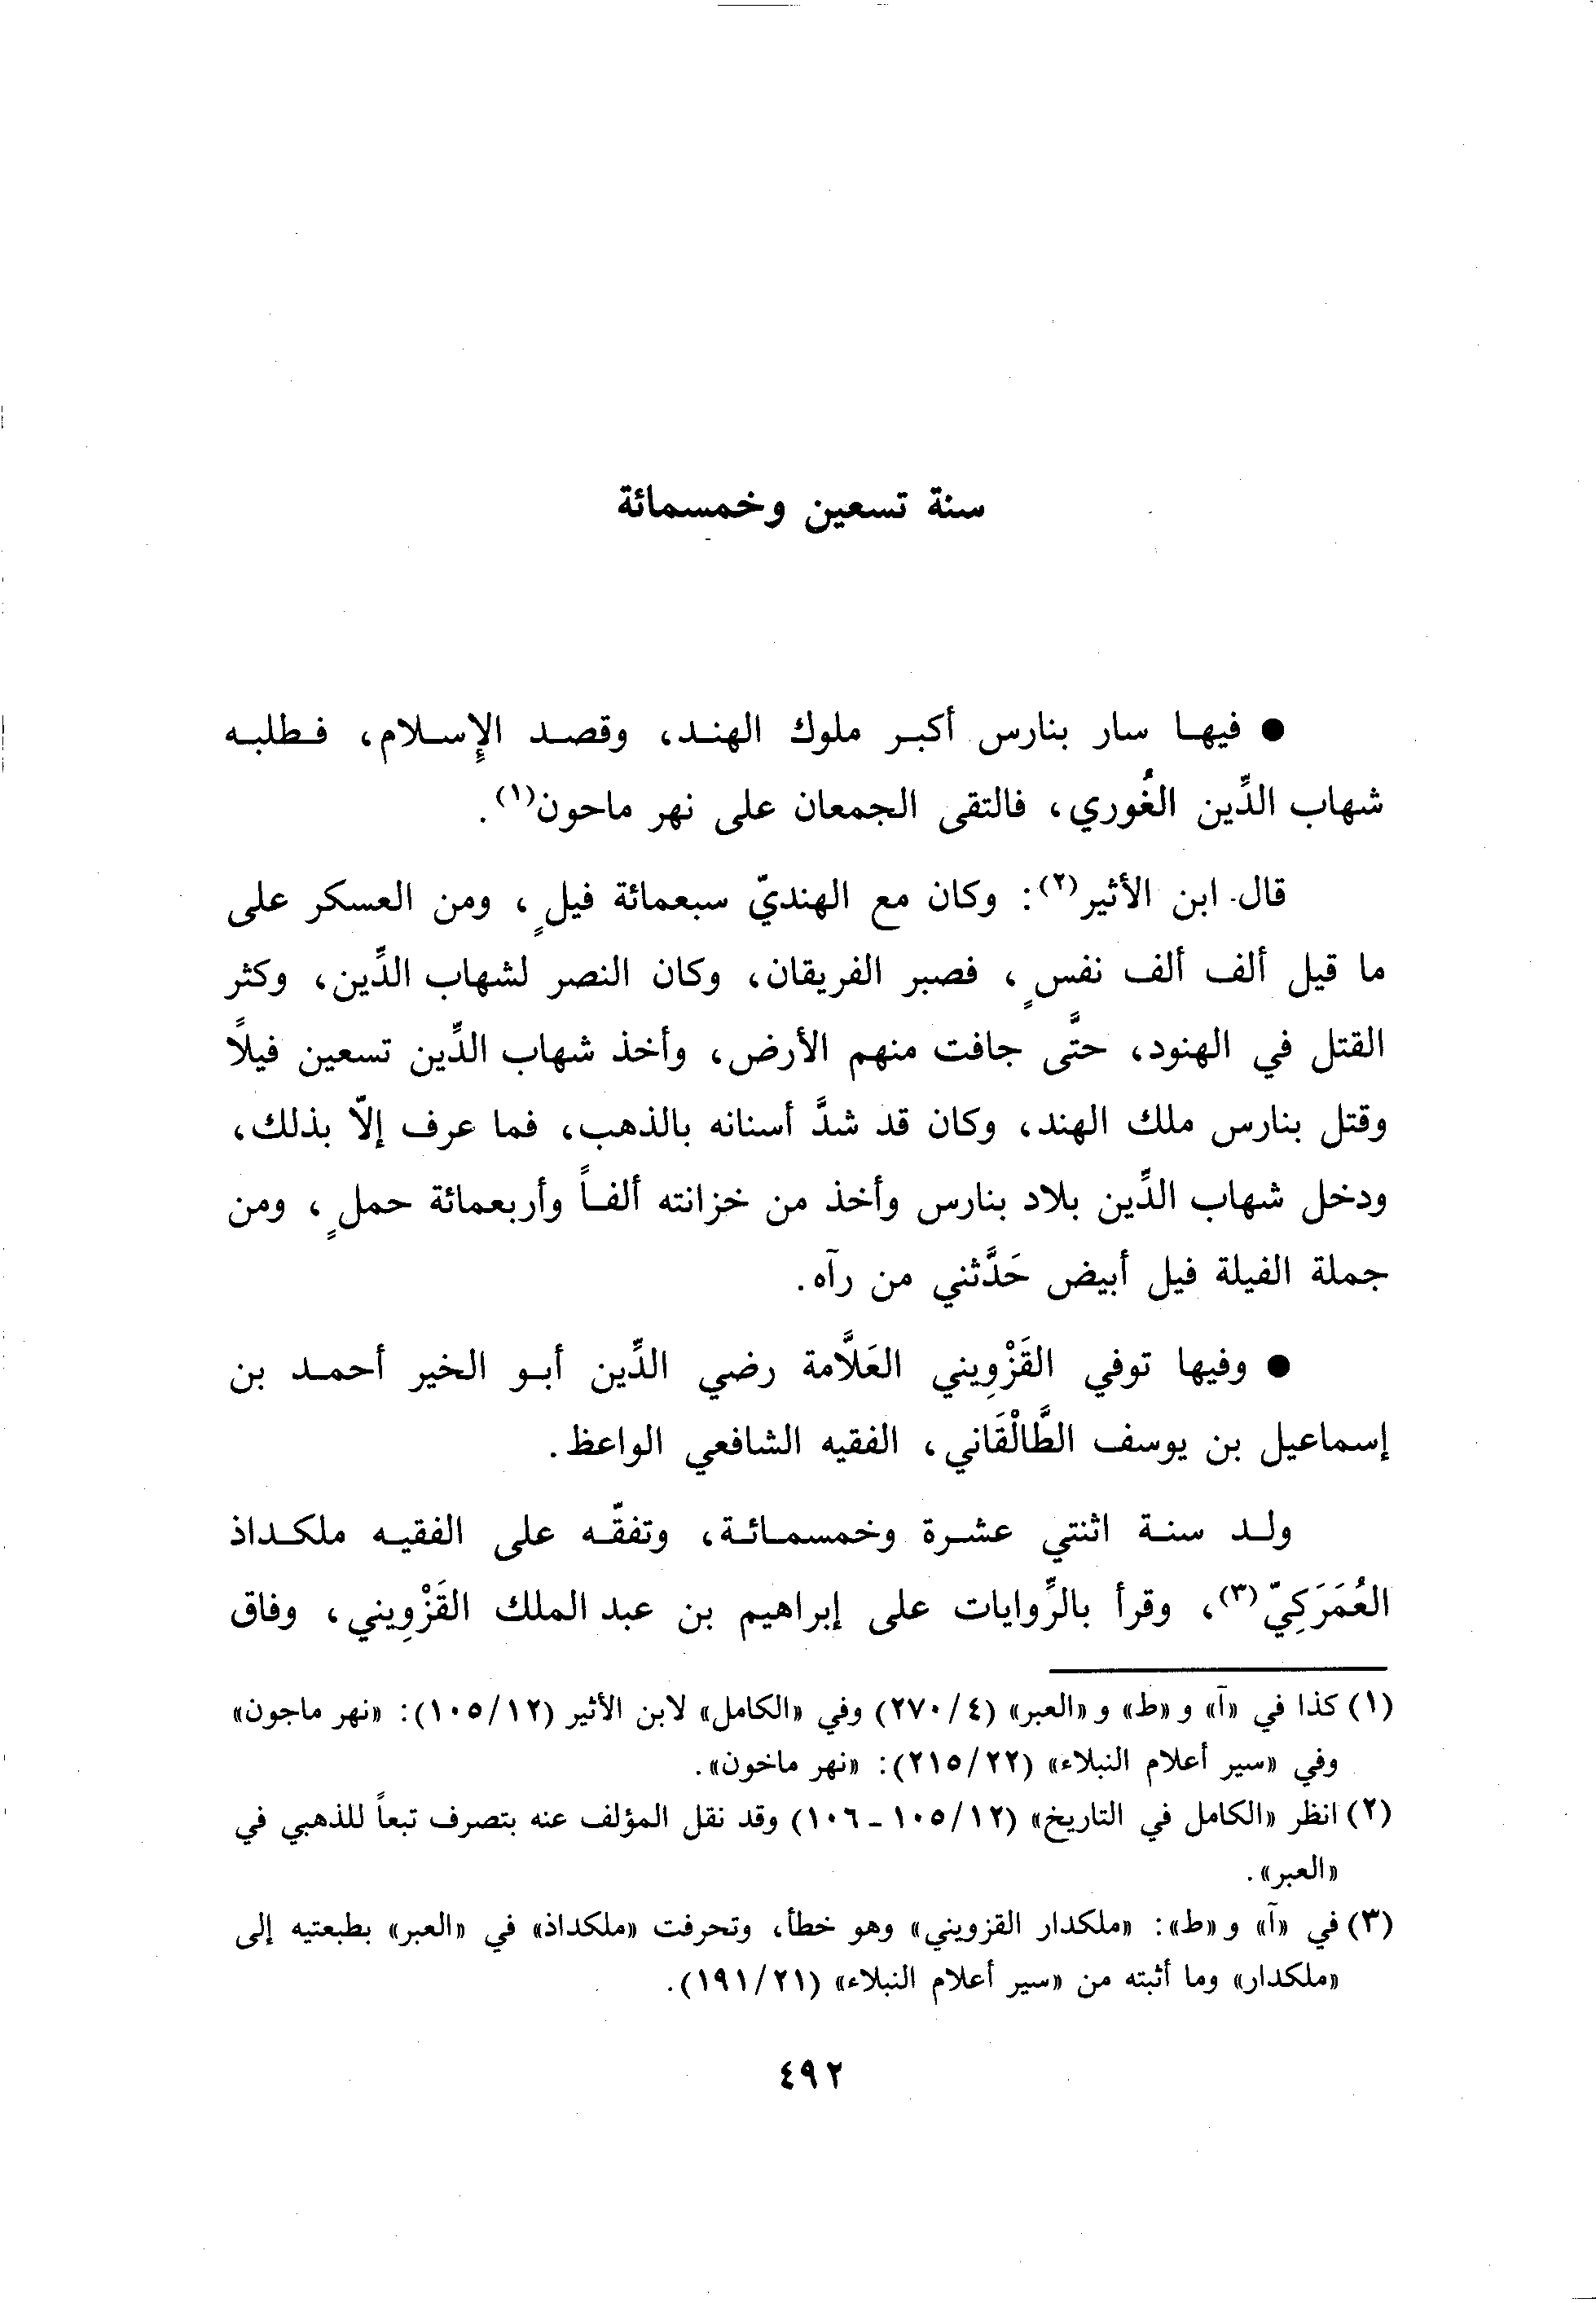 سنة تسعين وخمسمائة
● فيها سار بنارس أكبر ملوك الهند، وقصد الإِسلام، فطلبه
شهاب الدِّين الغُوري، فالتقى الجمعان على نهر ماحون(١).
قال ابن الأثير(٢): وكان مع الهنديّ سبعمائة فيلٍ، ومن العسكر على
ما قيل ألف ألف نفسٍ، فصبر الفريقان، وكان النصر لشهاب الدِّين، وكثر
القتل في الهنود، حتَّى جافت منهم الأرض، وأخذ شهاب الدِّين تسعين فيلًا
وقتل بنارس ملك الهند، وكان قد شدَّ أسنانه بالذهب، فما عرف إلّا بذلك،
ودخل شهاب الدِّين بلاد بنارس وأخذ من خزانته ألفاً وأربعمائة حملٍ، ومن
جملة الفيلة فيل أبيض حَدَّثني من رآه.
● وفيها توفي القَزْوِيني العَلَّامة رضي الدِّين أبو الخير أحمد بن
إسماعيل بن يوسف الطَّالْقَاني، الفقيه الشافعي الواعظ.
ولد سنة اثنتي عشرة وخمسمائة، وتفقّه على الفقيه ملكداذ
العُمَرَكِيّ(٣)، وقرأ بالرِّوايات على إبراهيم بن عبد الملك القَزْوِيني، وفاق
(١) كذا في «آ» و «ط» و «العبر» (٤/ ٢٧٠) وفي «الكامل» لابن الأثير (١٢/ ١٠٥): «نهر ماجون»
وفي «سير أعلام النبلاء» (٢٢/ ٢١٥): «نهر ماخون».
(٢) انظر «الكامل في التاريخ» (١٢/ ١٠٥ - ١٠٦) وقد نقل المؤلف عنه بتصرف تبعاً للذهبي في
«العبر».
(٣) في «آ» و «ط»: «ملكدار القزويني» وهو خطأ، وتحرفت «ملكداذ» في «العبر» بطبعتيه إلى
«ملكدار» وما أثبته من «سير أعلام النبلاء» (٢١/ ١٩١).
٤٩٢